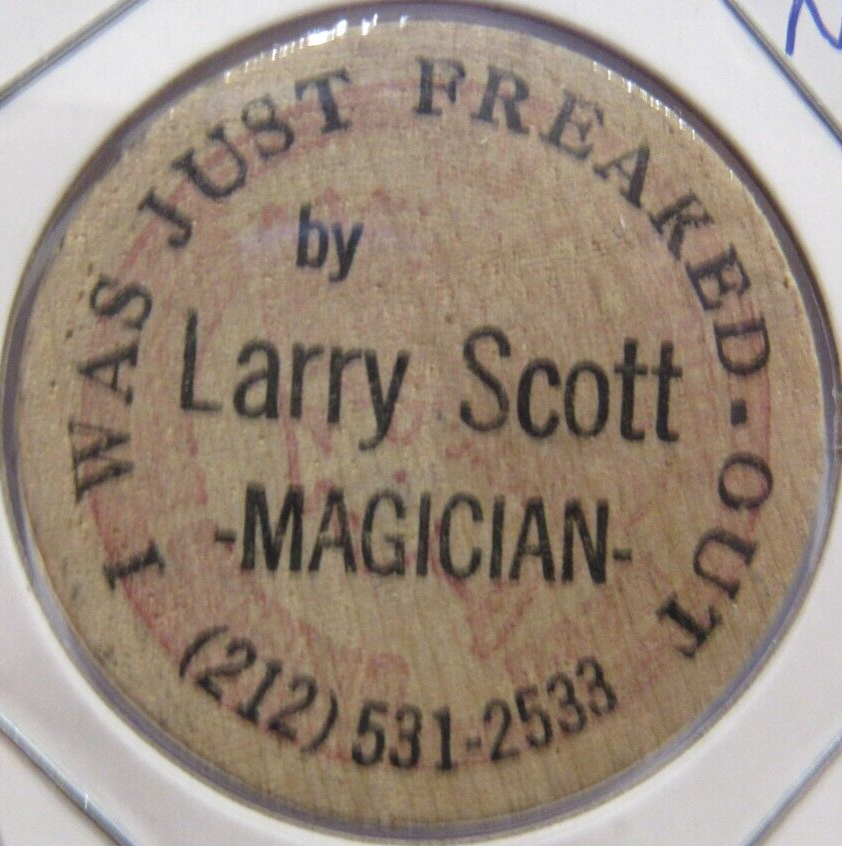 I WAS JUST FREAKED-OUT
by
Larry Scott
-MAGICIAN-
(212) 531-2533